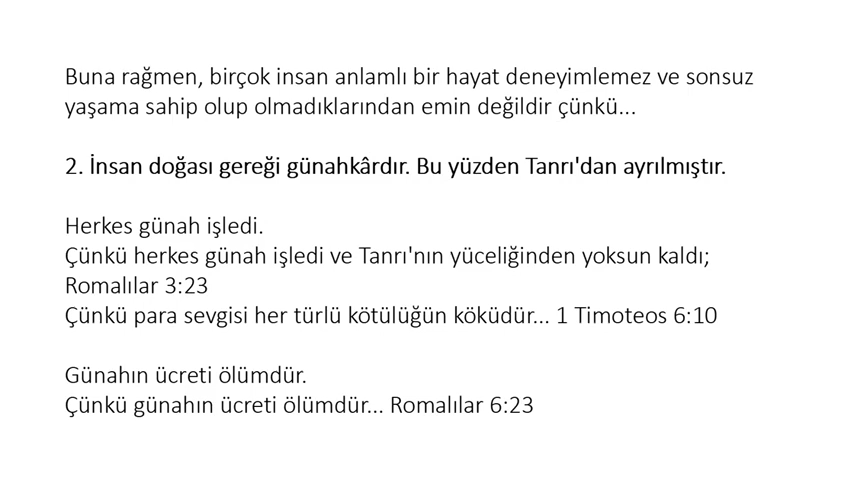 Buna rağmen, birçok insan anlamlı bir hayat deneyimlemez ve sonsuz
yaşama sahip olup olmadıklarından emin değildir çünkü...
2. İnsan doğası gereği günahkârdır. Bu yüzden Tanrı'dan ayrılmıştır.
Herkes günah işledi.
Çünkü herkes günah işledi ve Tanrı'nın yüceliğinden yoksun kaldı;
Romalılar 3:23
Çünkü para sevgisi her türlü kötülüğün köküdür... 1 Timoteos 6:10
Günahın ücreti ölümdür.
Çünkü günahın ücreti ölümdür... Romalılar 6:23